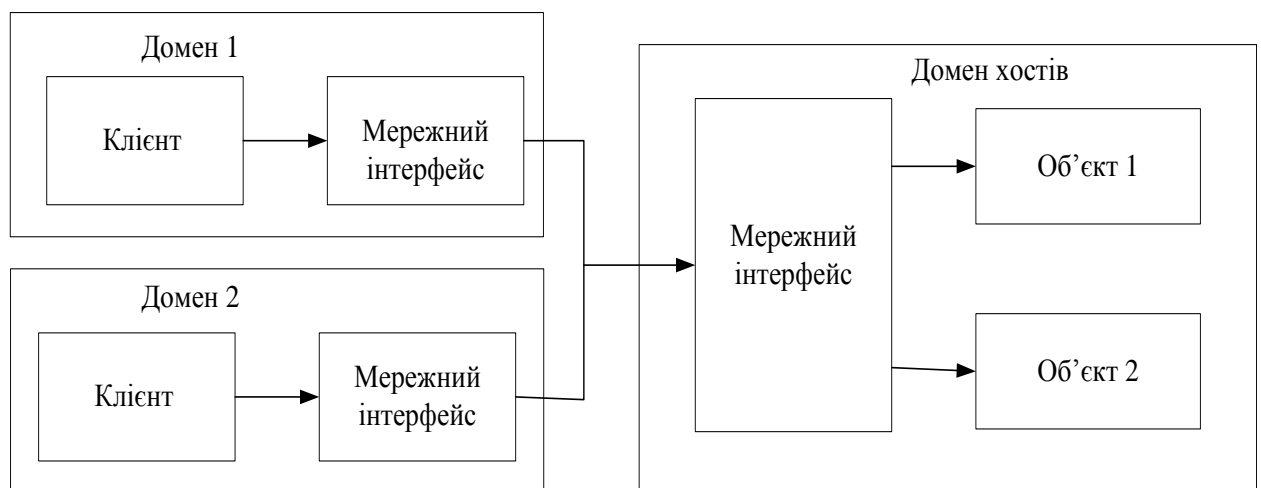 Домен 1
Клієнт
Мережний
інтерфейс
Домен 2
Клієнт
Мережний
інтерфейс
Домен хостів
Мережний
інтерфейс
Об’єкт 1
Об’єкт 2